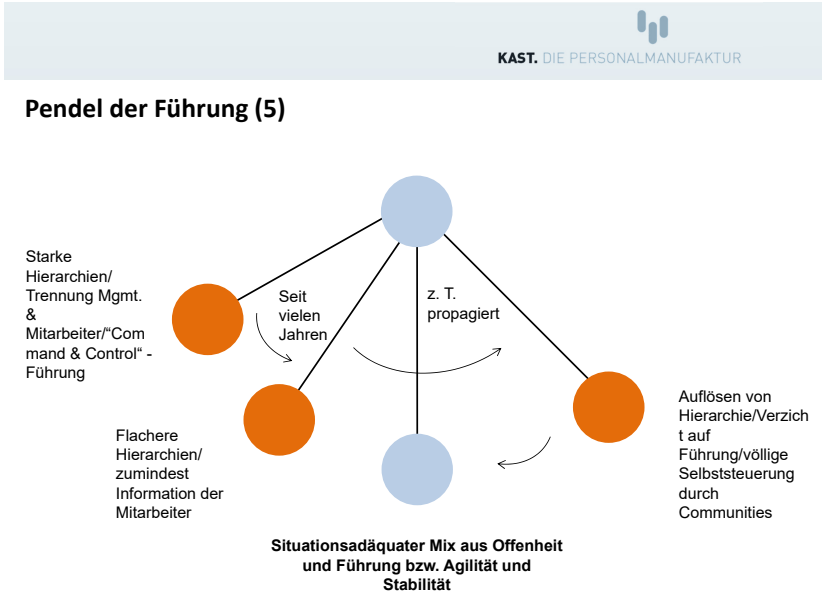 KAST. DIE PERSONALMANUFAKTUR
Pendel der Führung (5)
Starke
Hierarchien/
Trennung Mgmt.
&
Mitarbeiter/"Com
mand & Control“ -
Führung
Seit
vielen
Jahren
z. T.
propagiert
Flachere
Hierarchien/
zumindest
Information der
Mitarbeiter
Auflösen von
Hierarchie/Verzich
t auf
Führung/völlige
Selbststeuerung
durch
Communities
Situationsadäquater Mix aus Offenheit
und Führung bzw. Agilität und
Stabilität